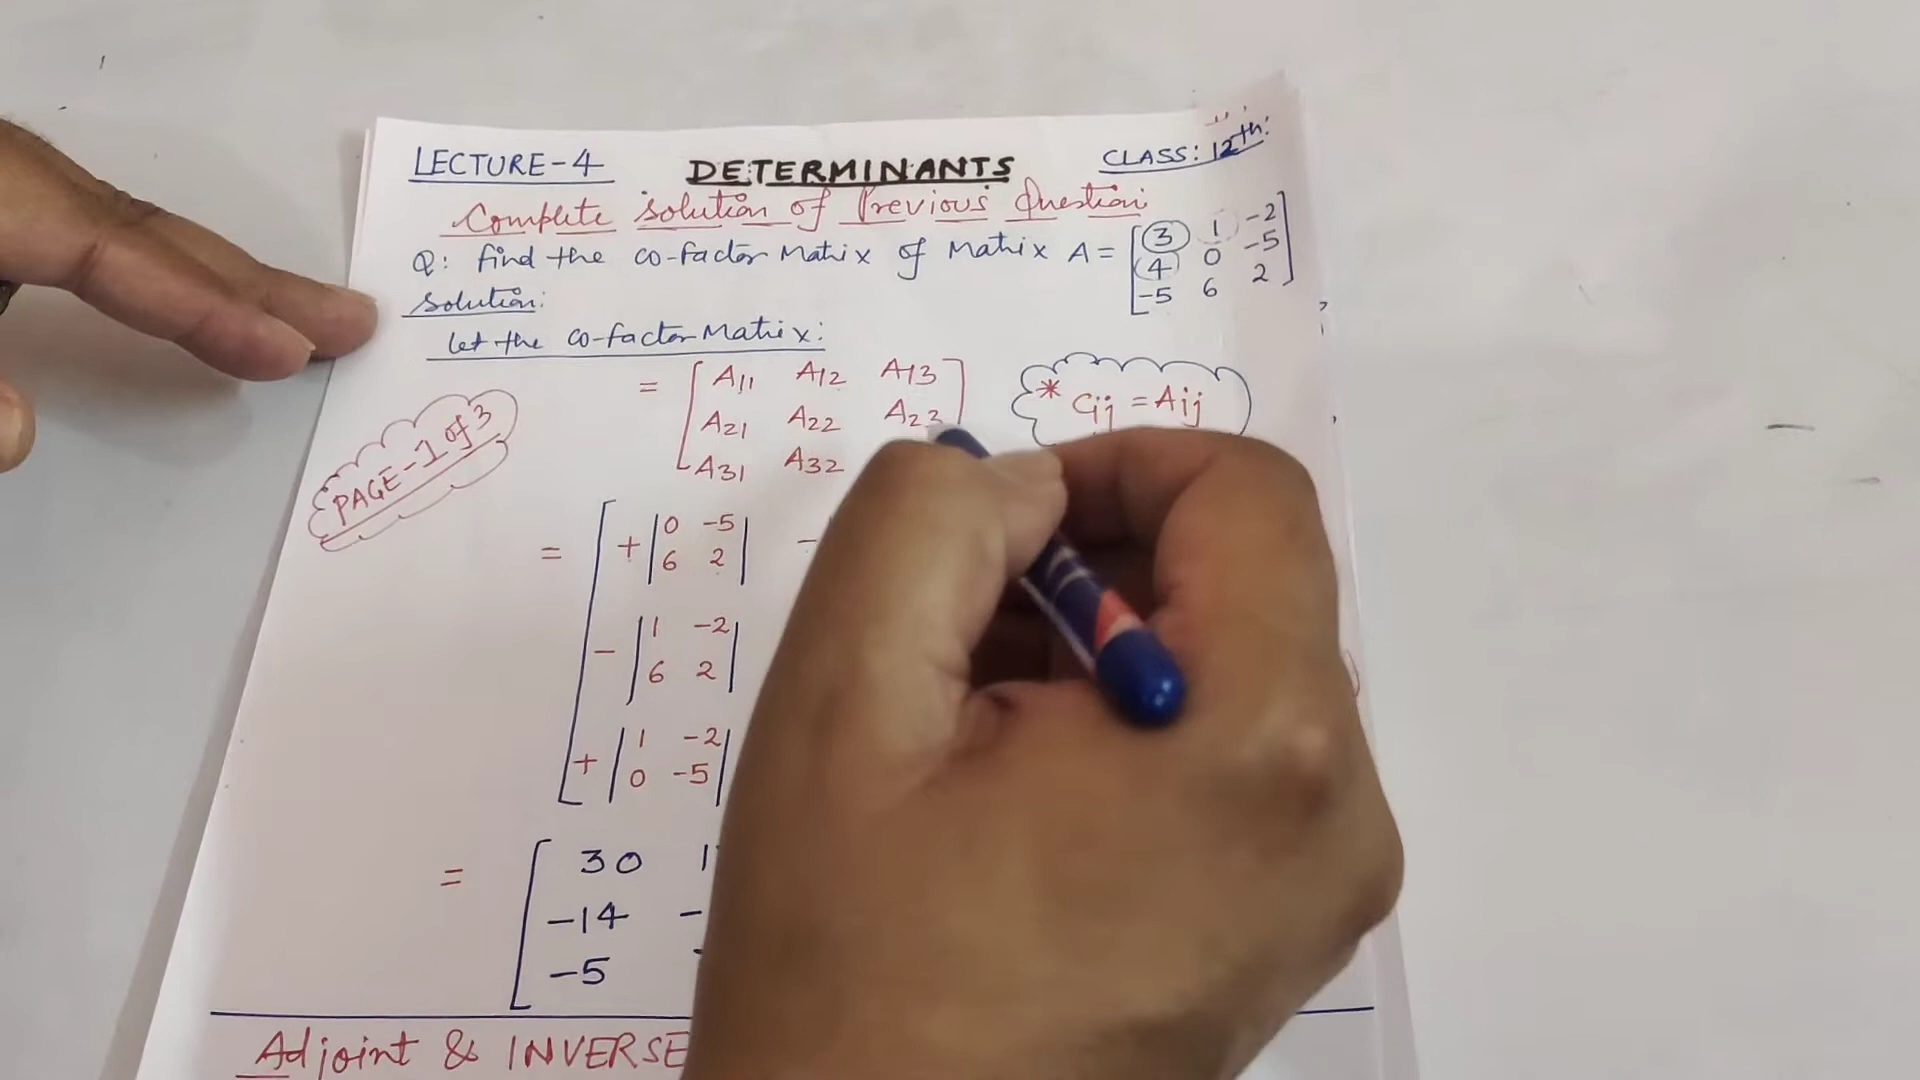 LECTURE-4 DETERMINANTS CLASS: 12th:
Complete solution of Previous Question
Q: find the co-factor Matrix of Matrix A = [3 1 -2
4 0 -5
-5 6 2]
Solution:
let the co-factor Matrix:
= [A11 A12 A13
A21 A22 A23
A31 A32
* Cij = Aij
PAGE-1 of 3
= [+ |0 -5| -
|6 2|
- |1 -2|
|6 2|
+ |1 -2|
|0 -5|
= [30 1
-14 -
-5
Adjoint & INVERSE